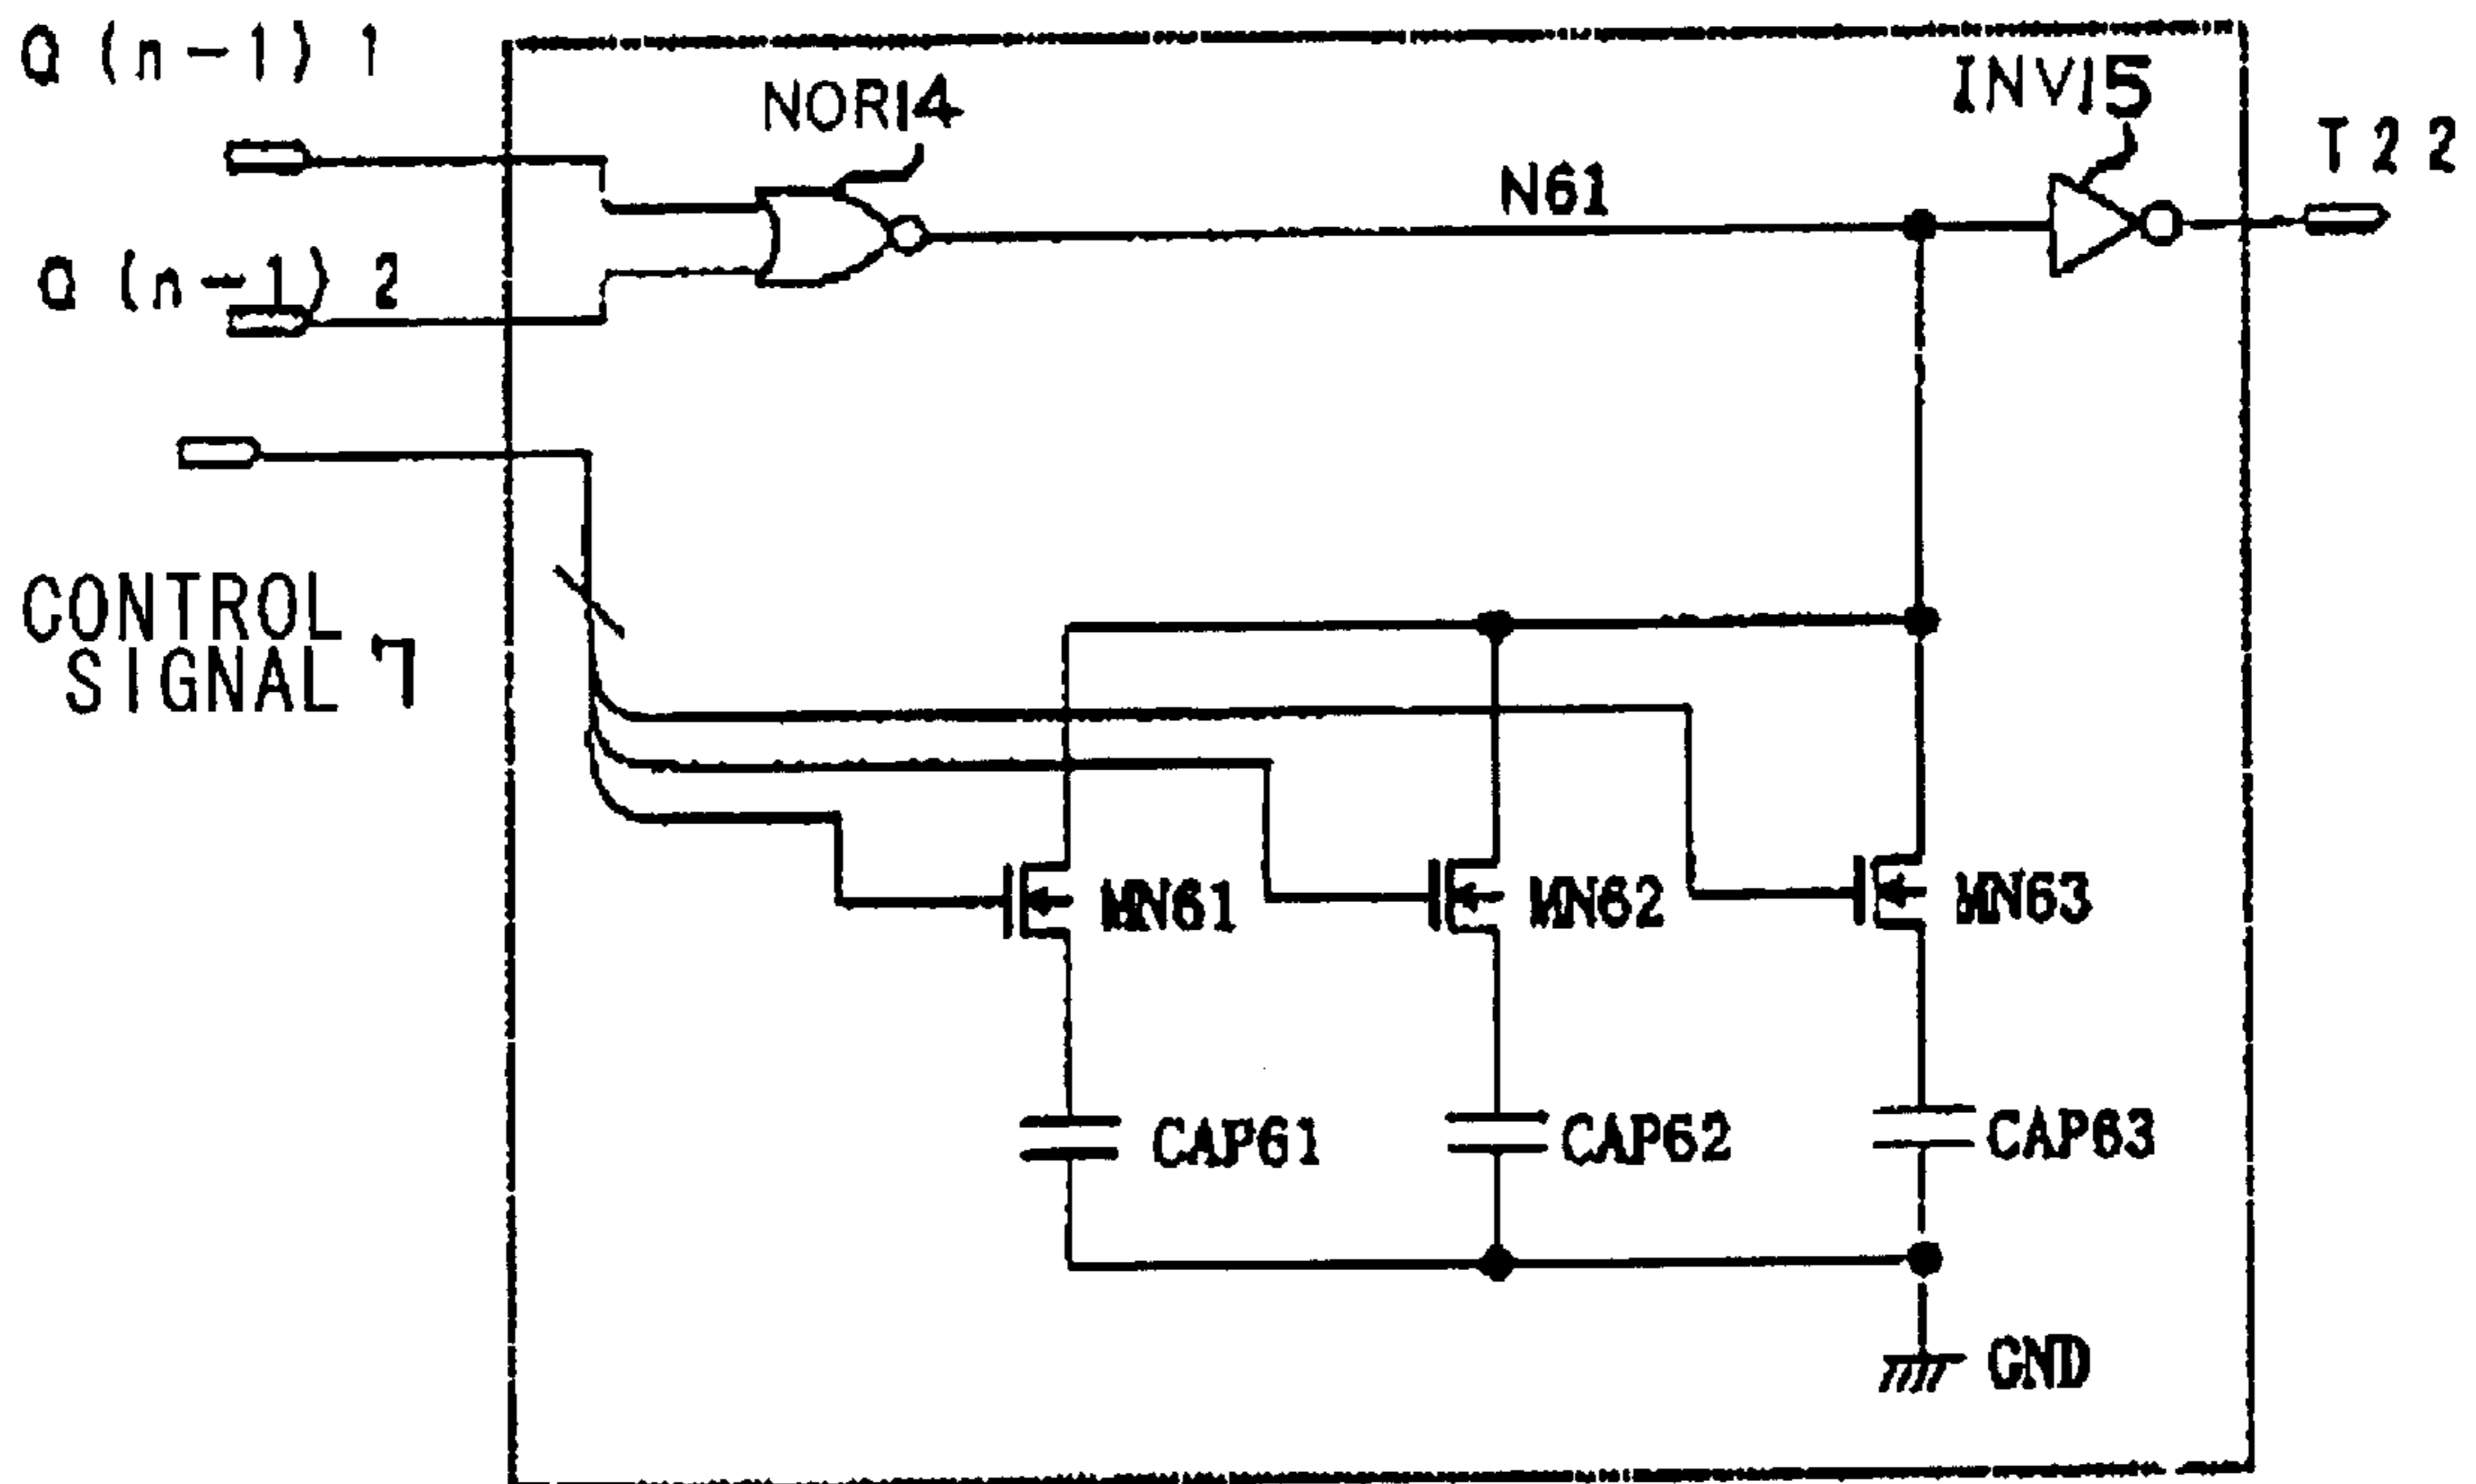 Q (n-1) 1
NOR14
INV15
T22
N61
Q (n-1) 2
CONTROL
SIGNAL 7
MN61
MN62
MN63
CAP61
CAP62
CAP63
GND